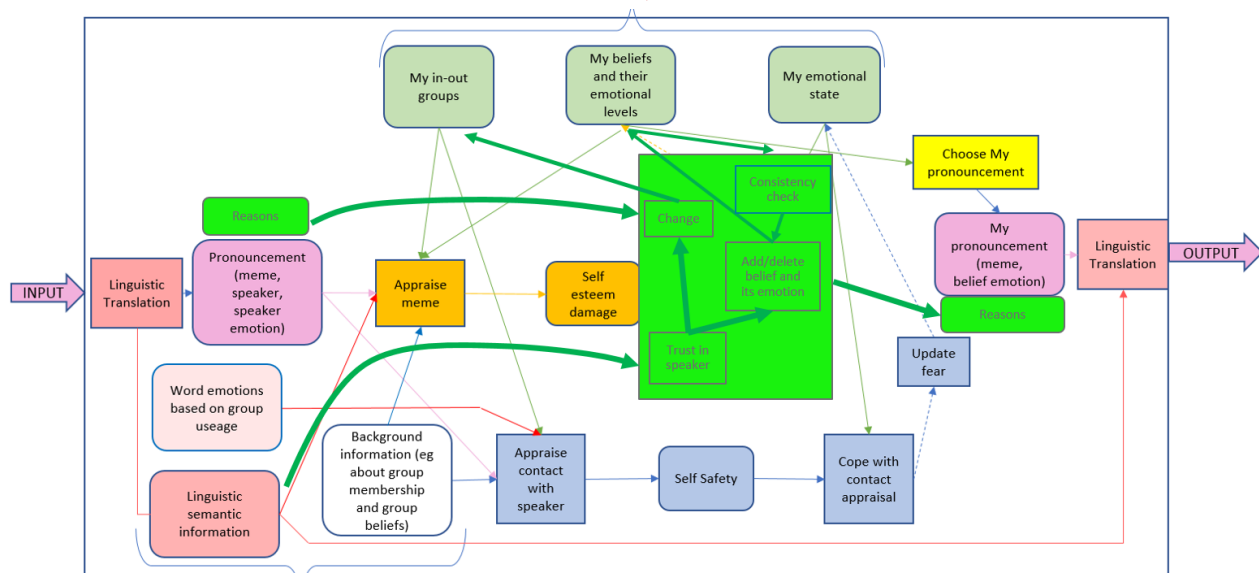 My in-out
groups
My beliefs
and their
emotional
levels
My emotional
state
Choose My
pronouncement
Consistency
check
Reasons
Change
INPUT
Linguistic
Translation
Pronouncement
(meme,
speaker,
speaker
emotion)
Appraise
meme
Self
esteem
damage
Add/delete
belief and
its emotion
My
pronouncement
(meme,
belief emotion)
Linguistic
Translation
OUTPUT
Reasons
Trust in
speaker
Update
fear
Word emotions
based on group
useage
Background
information (eg
about group
membership
and group
beliefs)
Appraise
contact
with
speaker
Self Safety
Cope with
contact
appraisal
Linguistic
semantic
information